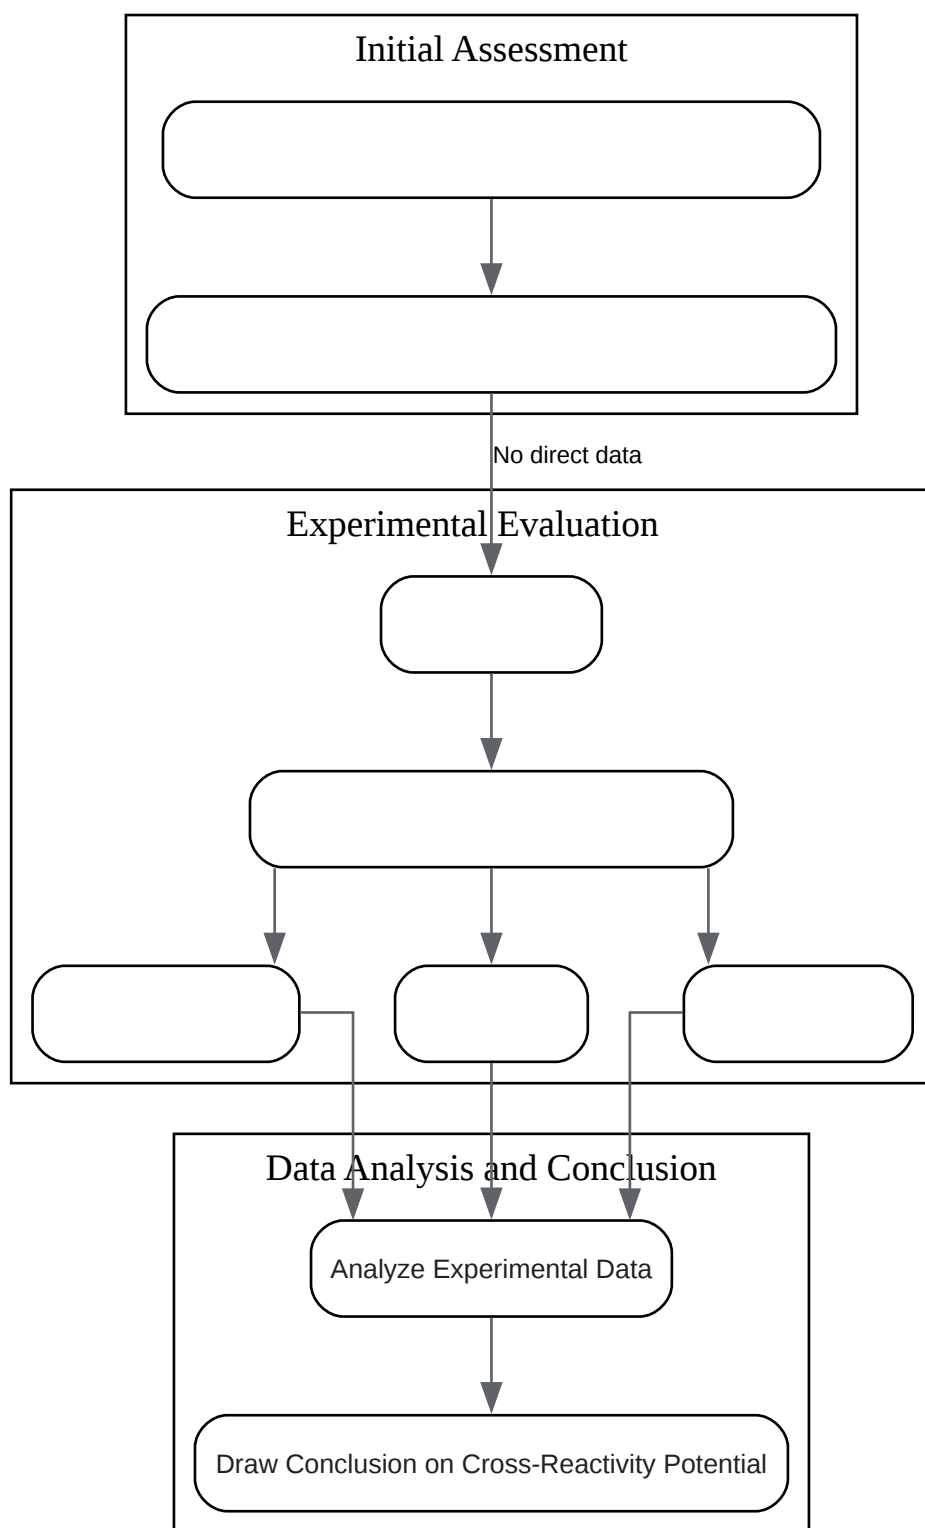 Initial Assessment
No direct data
Experimental Evaluation
Data Analysis and Conclusion
Analyze Experimental Data
Draw Conclusion on Cross-Reactivity Potential